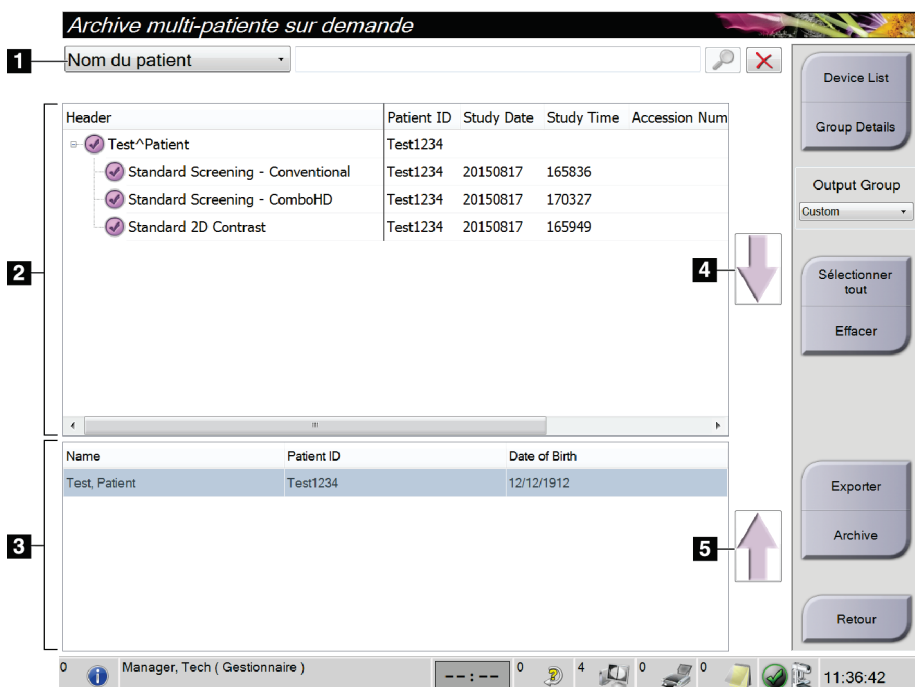 Archive multi-patiente sur demande
1
Nom du patient
Device List
Group Details
Output Group
Custom
Sélectionner
tout
Effacer
Exporter
Archive
Retour
2
Header Patient ID Study Date Study Time Accession Num
Test^Patient Test1234
Standard Screening - Conventional Test1234 20150817 165836
Standard Screening - ComboHD Test1234 20150817 170327
Standard 2D Contrast Test1234 20150817 165949
4
3
Name Patient ID Date of Birth
Test, Patient Test1234 12/12/1912
5
0 Manager, Tech ( Gestionnaire ) --:-- 0 4 0 0 11:36:42